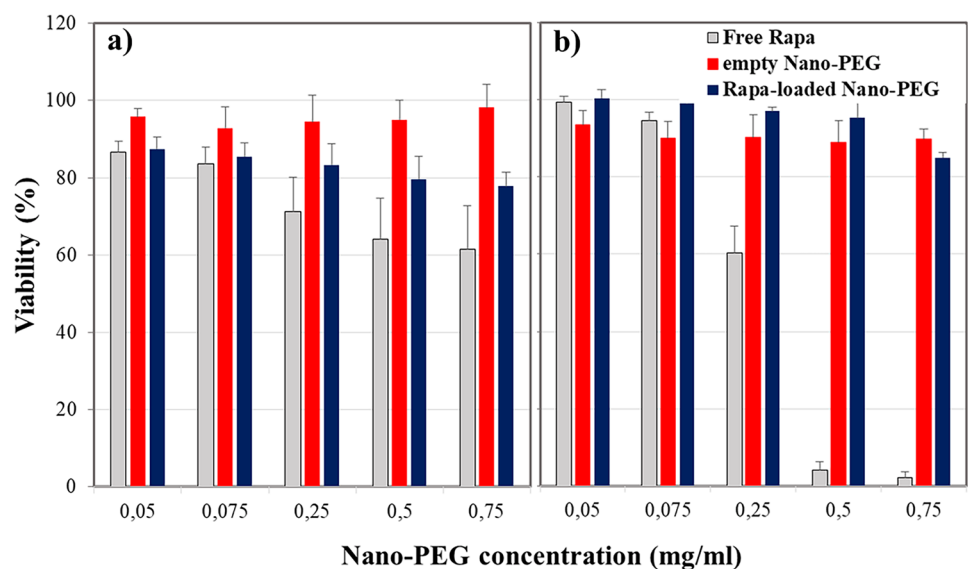 120
100
80
60
40
20
0
Viability (%)
a)
b)
Free Rapa
empty Nano-PEG
Rapa-loaded Nano-PEG
0,05 0,075 0,25 0,5 0,75 0,05 0,075 0,25 0,5 0,75
Nano-PEG concentration (mg/ml)